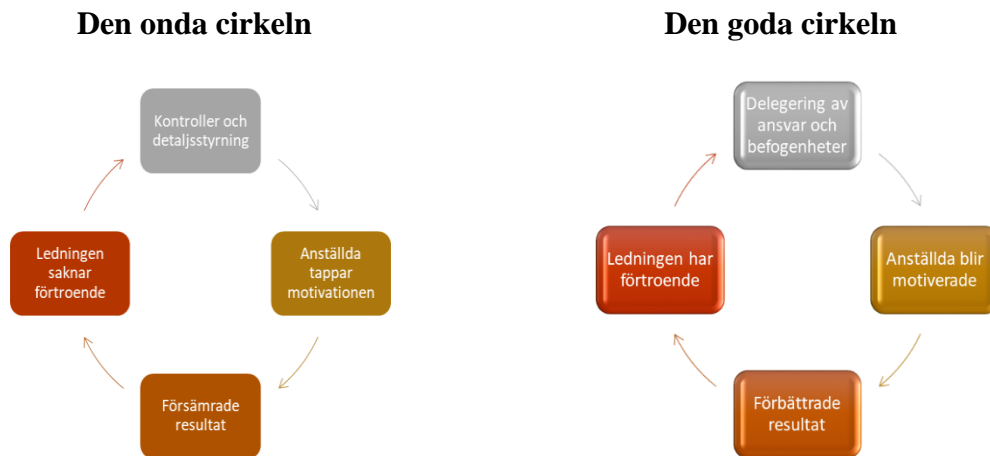 Den onda cirkeln
Kontroller och
detaljsstyrning
Anställda
tappar
motivationen
Försämrade
resultat
Ledningen
saknar
förtroende
Den goda cirkeln
Delegering av
ansvar och
befogenheter
Anställda blir
motiverade
Förbättrade
resultat
Ledningen har
förtroende